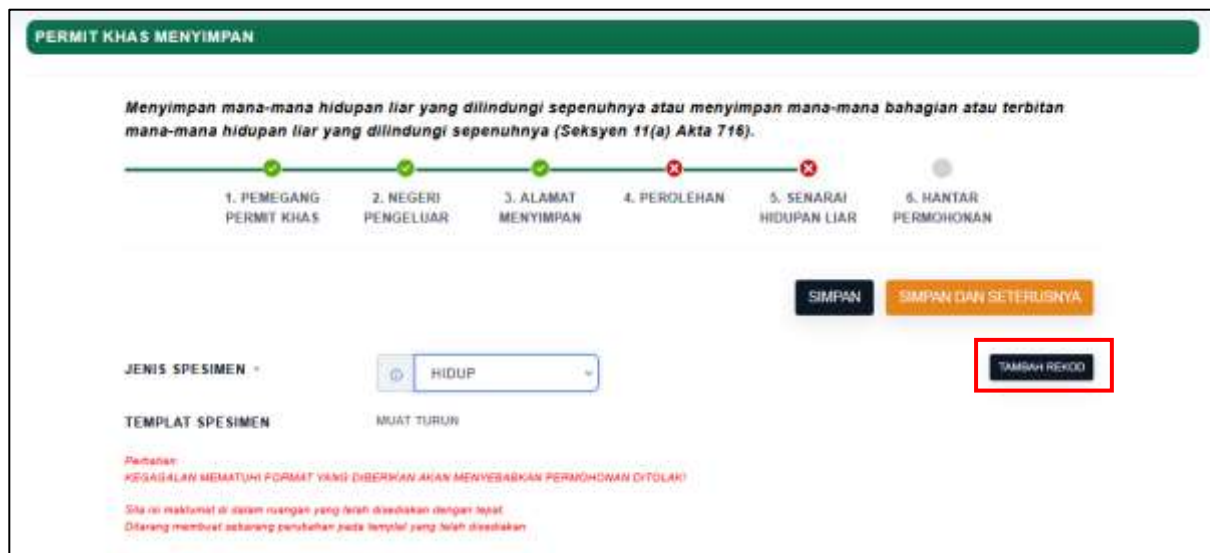 PERMIT KHAS MENYIMPAN
Menyimpan mana-mana hidupan liar yang dilindungi sepenuhnya atau menyimpan mana-mana bahagian atau terbitan
mana-mana hidupan liar yang dilindungi sepenuhnya (Seksyen 11(a) Akta 716).
1. PEMEGANG PERMIT KHAS
2. NEGERI PENGELUAR
3. ALAMAT MENYIMPAN
4. PEROLEHAN
5. SENARAI HIDUPAN LIAR
6. HANTAR PERMOHONAN
SIMPAN
SIMPAN DAN SETERUSNYA
JENIS SPESIMEN *
HIDUP
TAMBAH REKOD
TEMPLAT SPESIMEN
MUAT TURUN
Perhatian:
KEGAGALAN MEMATUHI FORMAT YANG DIBERIKAN AKAN MENYEBABKAN PERMOHONAN DITOLAK!
Sila isi maklumat di dalam ruangan yang telah disediakan dengan tepat.
Dilarang membuat sebarang perubahan pada templat yang telah disediakan